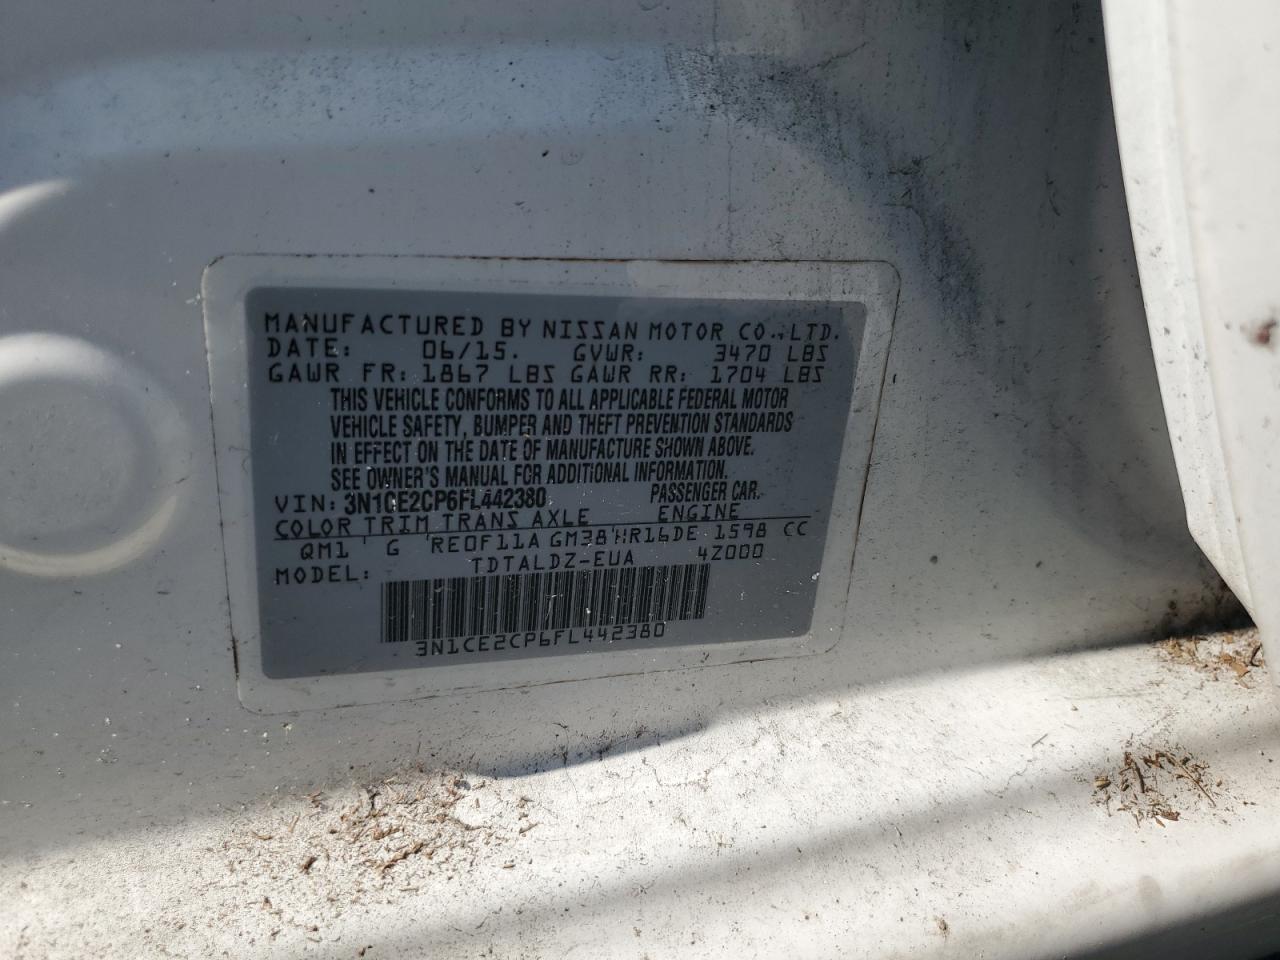 MANUFACTURED BY NISSAN MOTOR CO., LTD.
DATE: 06/15. GVWR: 3470 LBS
GAWR FR: 1867 LBS GAWR RR: 1704 LBS
THIS VEHICLE CONFORMS TO ALL APPLICABLE FEDERAL MOTOR
VEHICLE SAFETY, BUMPER AND THEFT PREVENTION STANDARDS
IN EFFECT ON THE DATE OF MANUFACTURE SHOWN ABOVE.
SEE OWNER'S MANUAL FOR ADDITIONAL INFORMATION.
VIN: 3N1CE2CP6FL442380 PASSENGER CAR.
COLOR TRIM TRANS AXLE ENGINE
QM1 G RE0F11A GM38 HR16DE 1598 CC
MODEL: TDTALDZ-EUA 4Z000
3N1CE2CP6FL442380